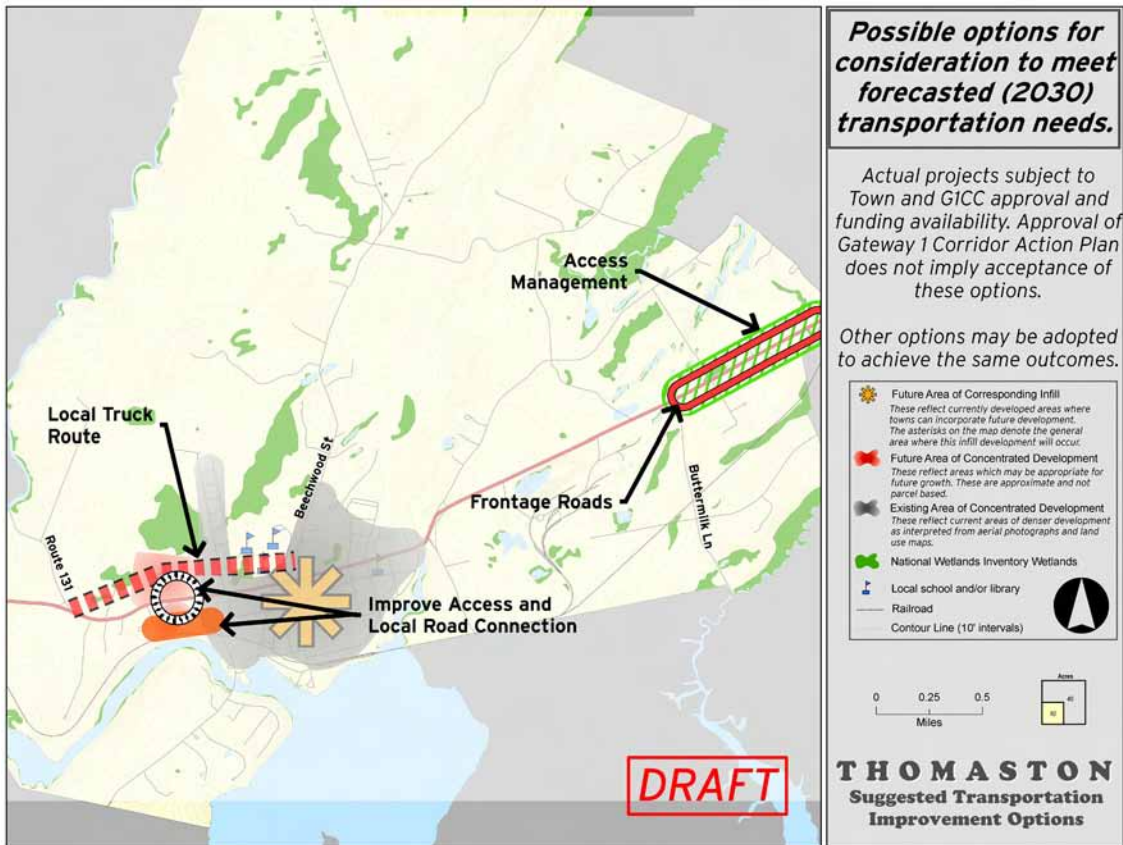 Access
Management
Local Truck
Route
Beechwood St
Frontage Roads
Buttermilk Ln
Route 131
Improve Access and
Local Road Connection
DRAFT
Possible options for
consideration to meet
forecasted (2030)
transportation needs.
Actual projects subject to
Town and G1CC approval and
funding availability. Approval of
Gateway 1 Corridor Action Plan
does not imply acceptance of
these options.
Other options may be adopted
to achieve the same outcomes.
Future Area of Corresponding Infill
These reflect currently developed areas where
towns can incorporate future development.
The asterisks on the map denote the general
area where this infill development will occur.
Future Area of Concentrated Development
These reflect areas which may be appropriate for
future growth. These are approximate and not
parcel based.
Existing Area of Concentrated Development
These reflect current areas of denser development
as interpreted from aerial photographs and land
use maps.
National Wetlands Inventory Wetlands
Local school and/or library
Railroad
Contour Line (10' intervals)
0 0.25 0.5
Miles
Acres
40
THOMASTON
Suggested Transportation
Improvement Options